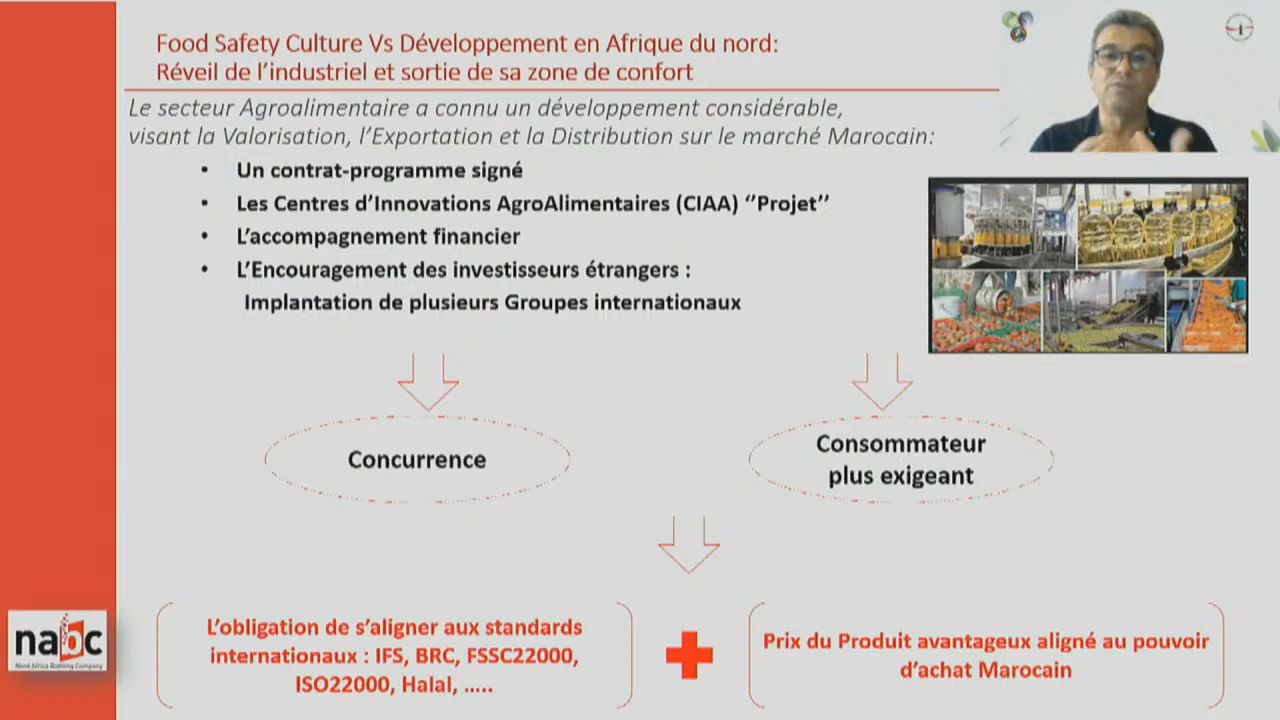 Food Safety Culture Vs Développement en Afrique du nord:
Réveil de l'industriel et sortie de sa zone de confort
Le secteur Agroalimentaire a connu un développement considérable,
visant la Valorisation, l'Exportation et la Distribution sur le marché Marocain:
• Un contrat-programme signé
• Les Centres d'Innovations AgroAlimentaires (CIAA) ‘’Projet’’
• L'accompagnement financier
• L'Encouragement des investisseurs étrangers :
Implantation de plusieurs Groupes internationaux
Concurrence
Consommateur
plus exigeant
L'obligation de s'aligner aux standards
internationaux : IFS, BRC, FSSC22000,
ISO22000, Halal, …..
Prix du Produit avantageux aligné au pouvoir
d'achat Marocain
nabc
Nord Africa Bottling Company